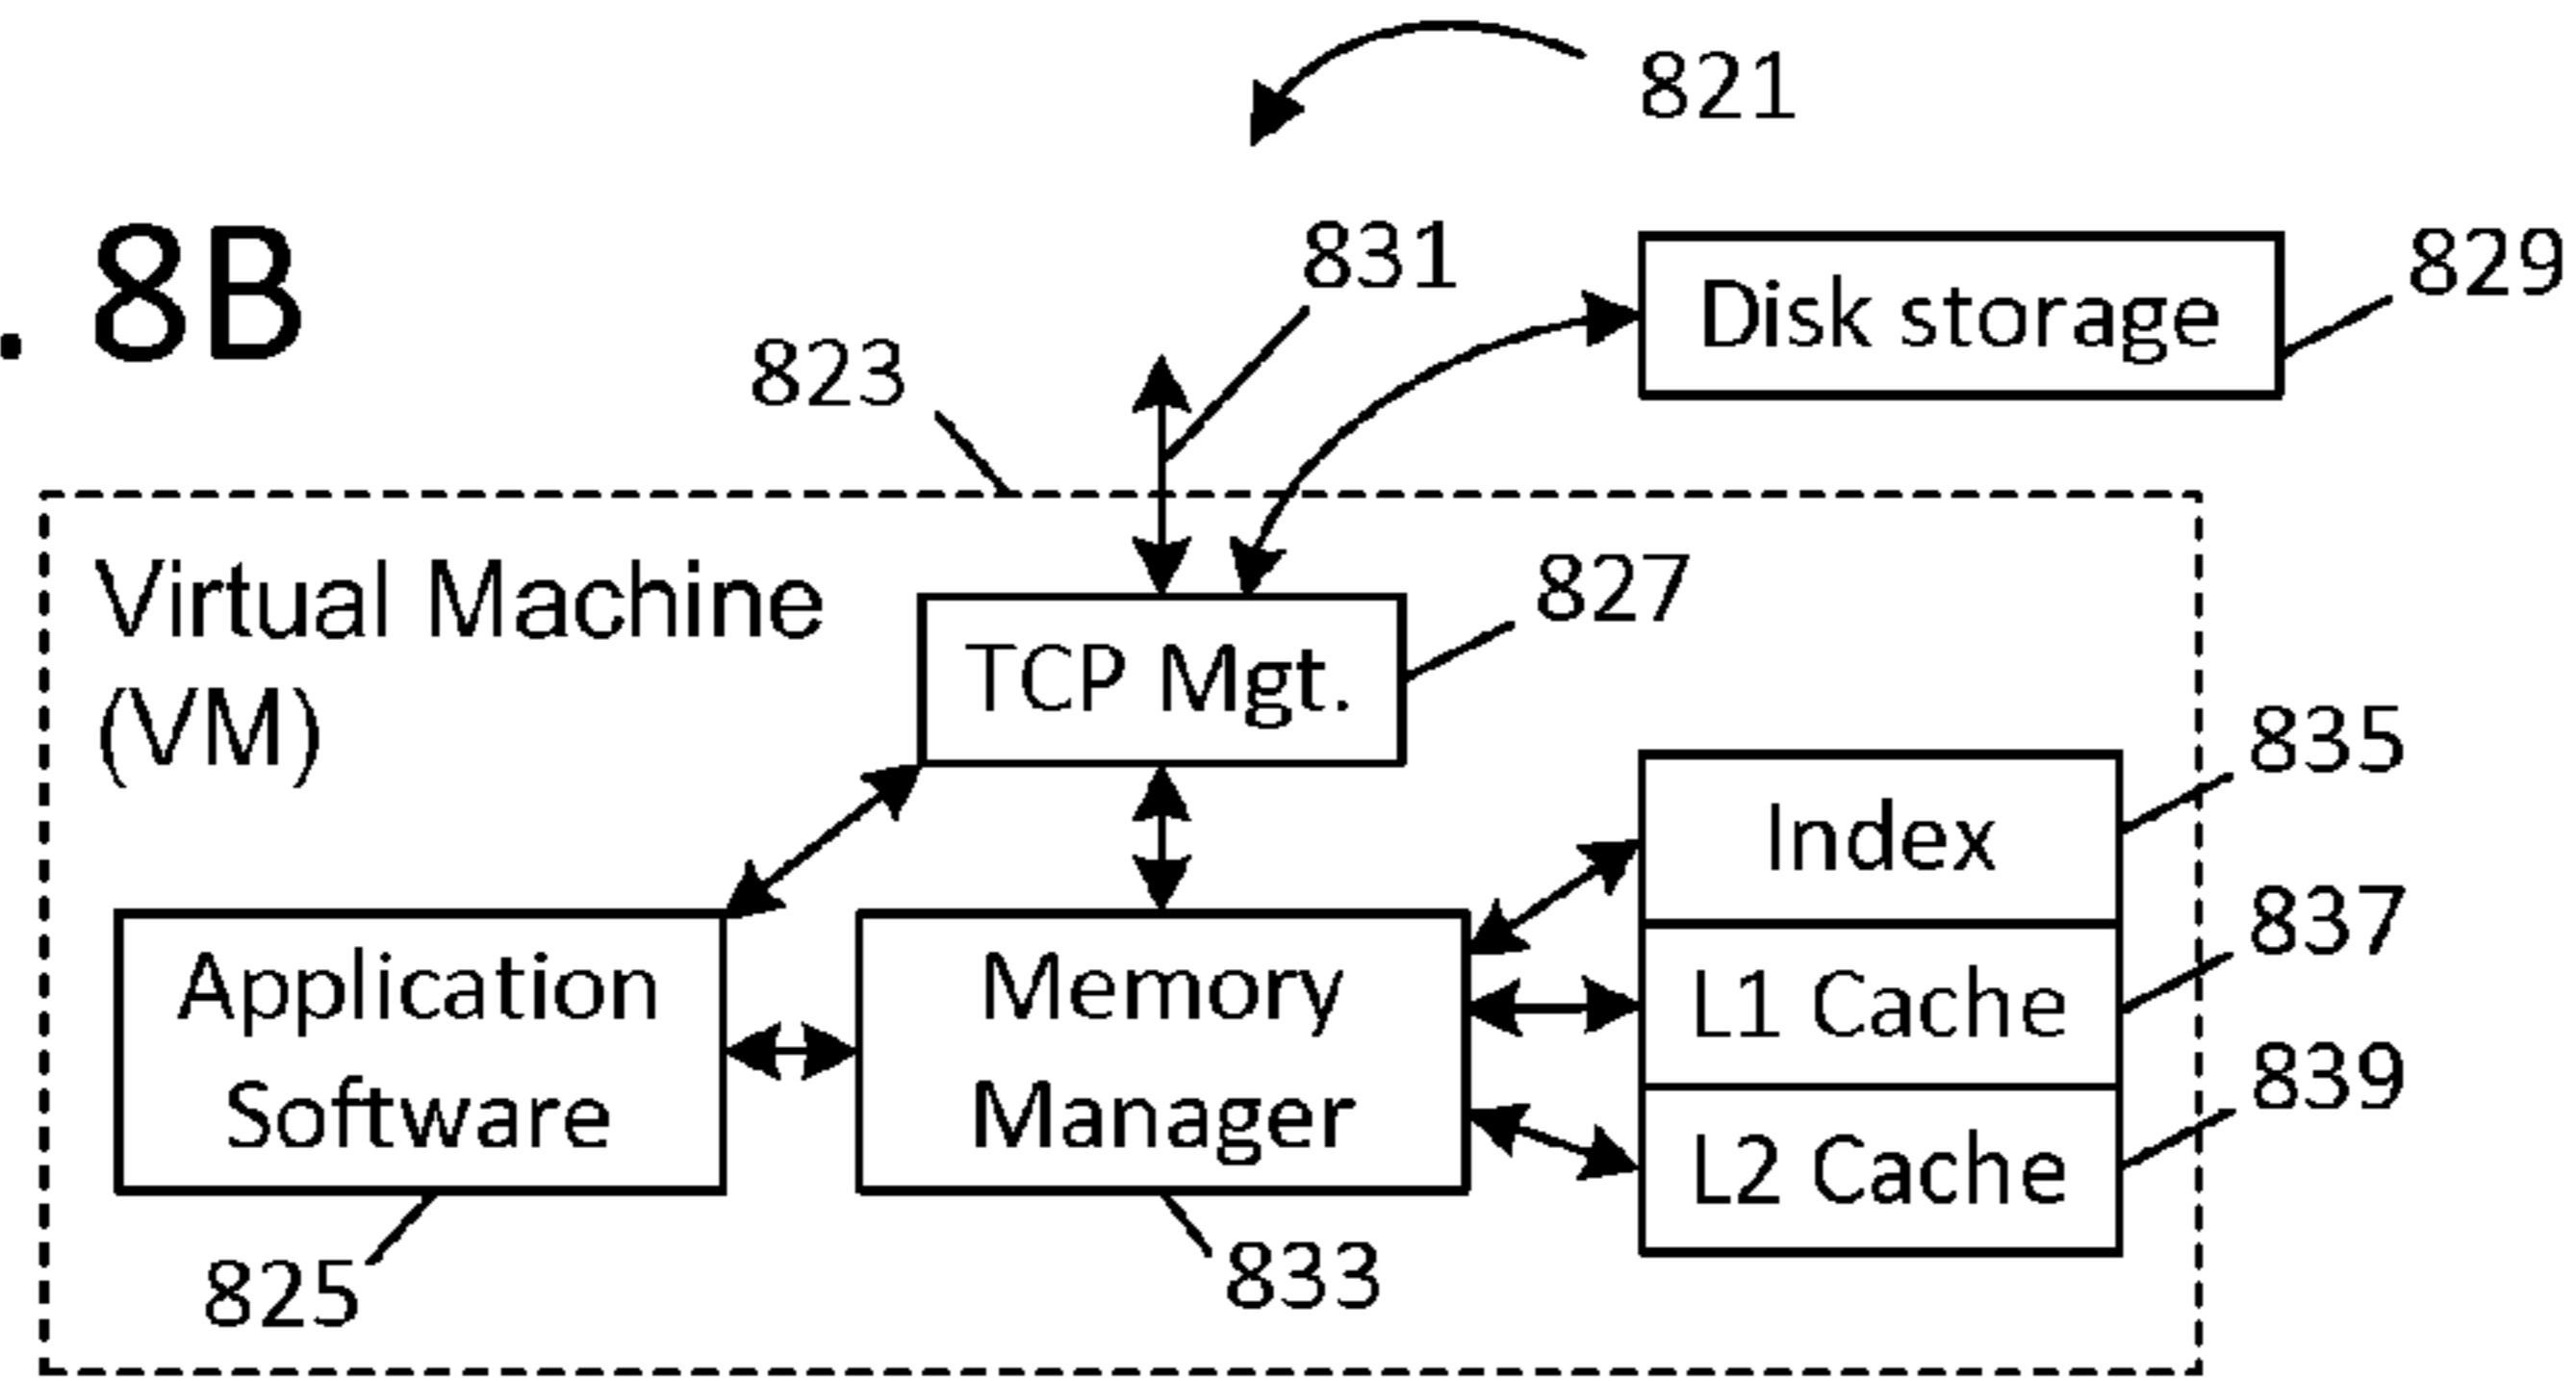 821
. 8B
831
829
Disk storage
823
Virtual Machine
(VM)
827
TCP Mgt.
835
Index
837
L1 Cache
839
L2 Cache
Application
Software
Memory
Manager
825
833